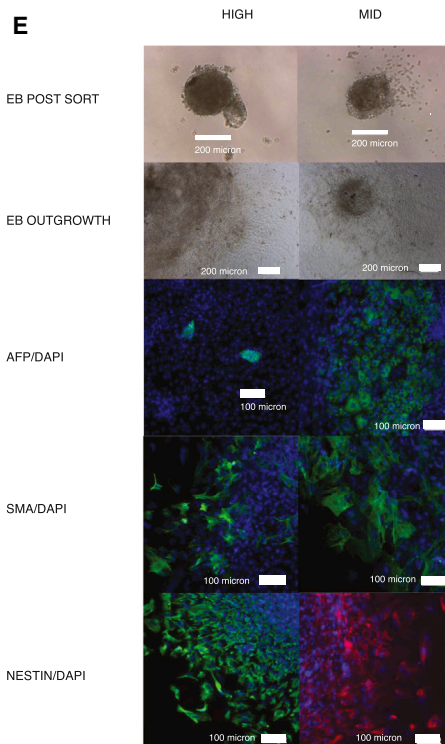 E
HIGH MID
EB POST SORT
200 micron 200 micron
EB OUTGROWTH
200 micron 200 micron
AFP/DAPI
100 micron 100 micron
SMA/DAPI
100 micron 100 micron
NESTIN/DAPI
100 micron 100 micron